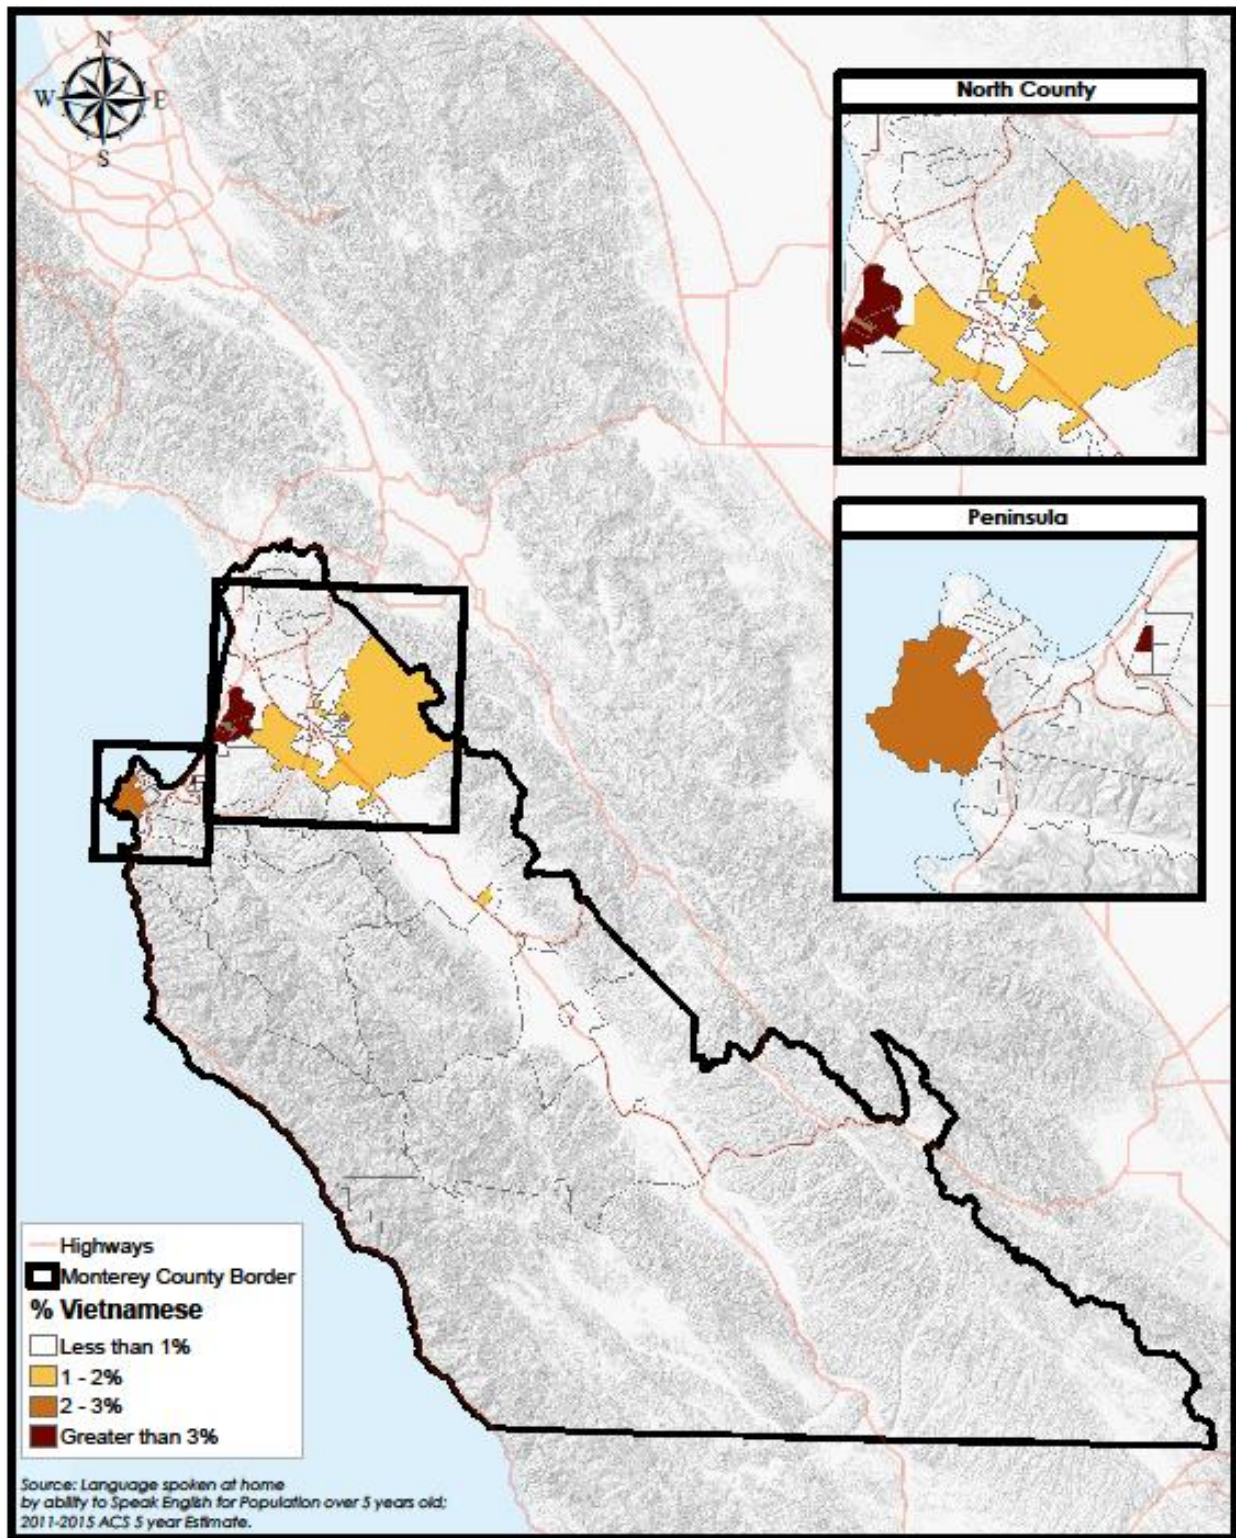 N
W E
S
North County
Peninsula
Highways
Monterey County Border
% Vietnamese
Less than 1%
1 - 2%
2 - 3%
Greater than 3%
Source: Language spoken at home
by ability to Speak English for Population over 5 years old;
2011-2015 ACS 5 year Estimate.